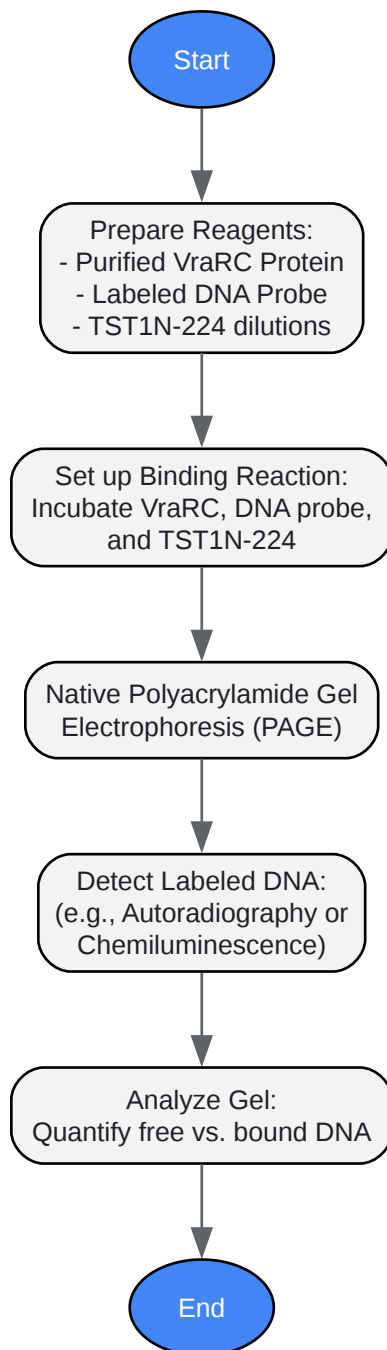 Start
Prepare Reagents:
- Purified VraRC Protein
- Labeled DNA Probe
- TST1N-224 dilutions
Set up Binding Reaction:
Incubate VraRC, DNA probe,
and TST1N-224
Native Polyacrylamide Gel
Electrophoresis (PAGE)
Detect Labeled DNA:
(e.g., Autoradiography or
Chemiluminescence)
Analyze Gel:
Quantify free vs. bound DNA
End